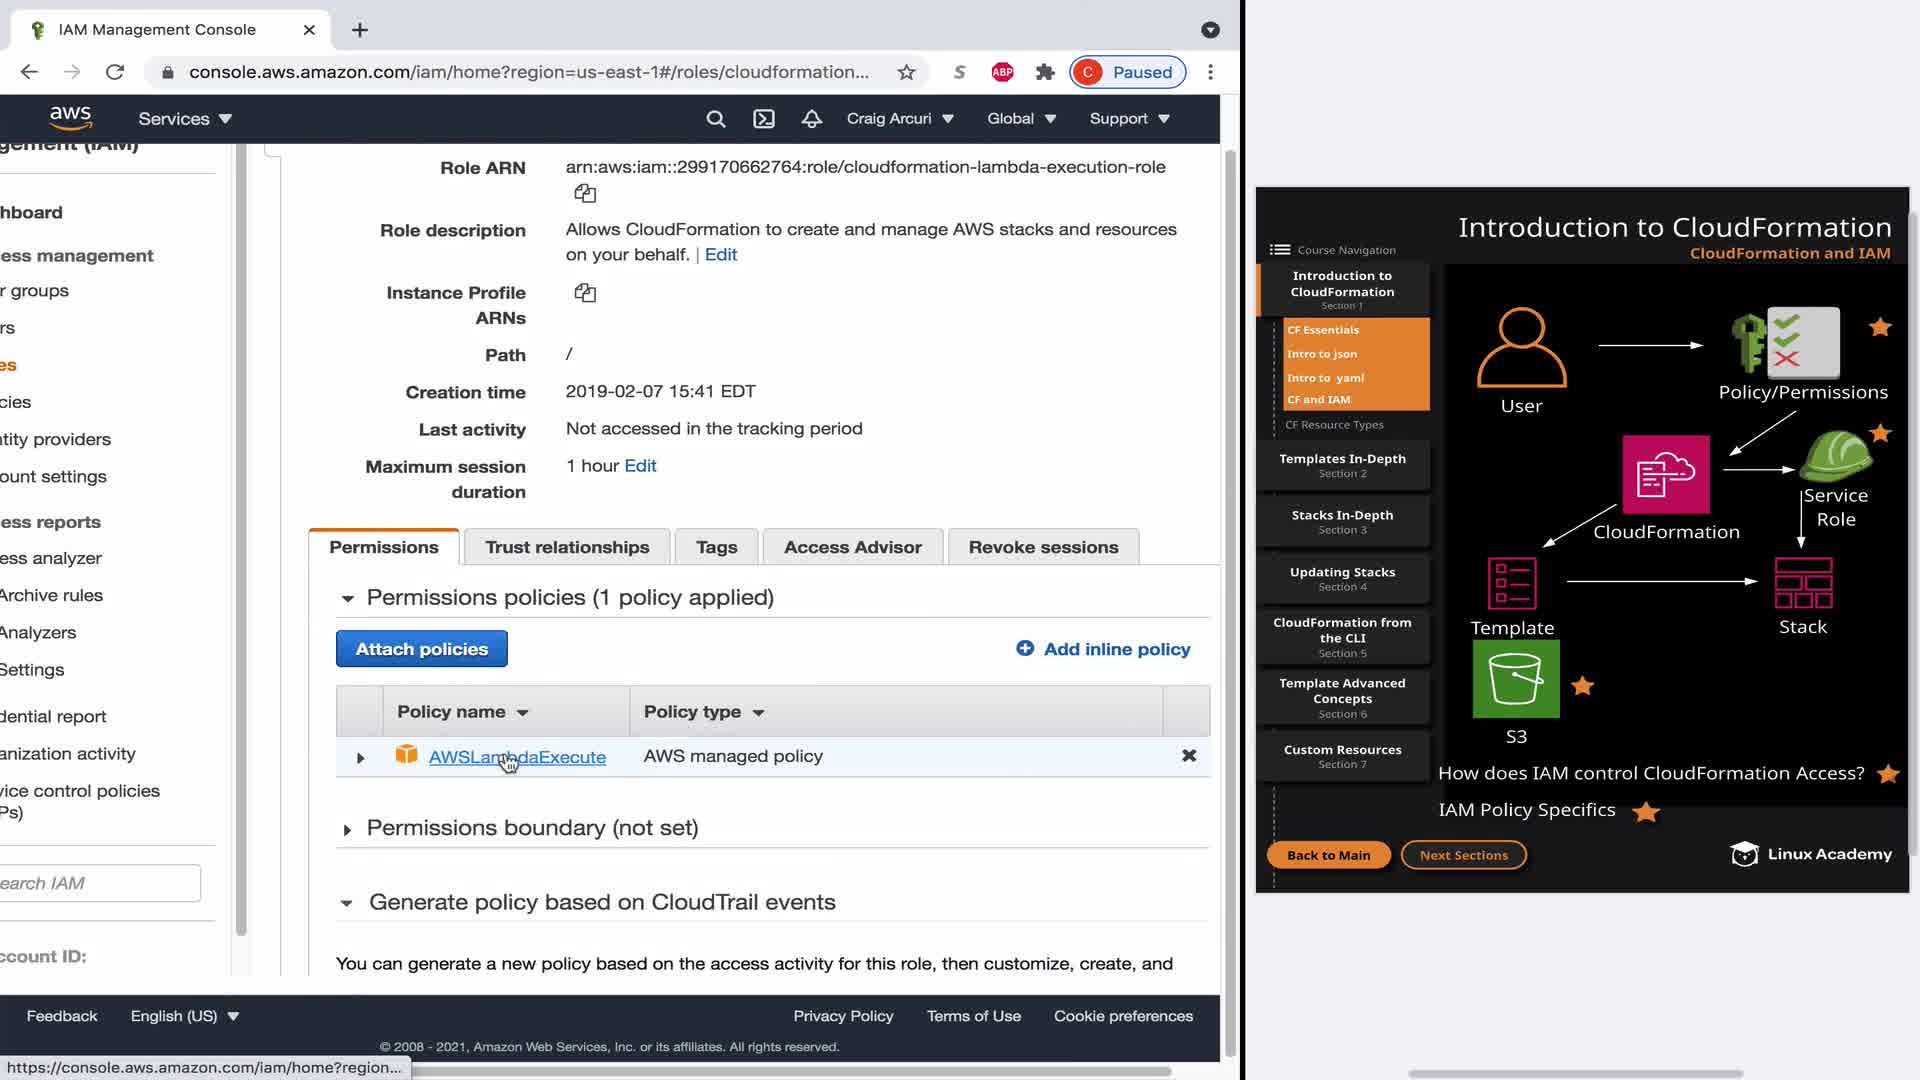 IAM Management Console
console.aws.amazon.com/iam/home?region=us-east-1#/roles/cloudformation...
S
ABP
C Paused
aws Services
Craig Arcuri Global Support
gement (IAM)
hboard
ess management
r groups
rs
es
cies
ntity providers
ount settings
ess reports
ess analyzer
Archive rules
Analyzers
Settings
dential report
anization activity
vice control policies
Ps)
earch IAM
ccount ID:
Role ARN
arn:aws:iam::299170662764:role/cloudformation-lambda-execution-role
Role description
Allows CloudFormation to create and manage AWS stacks and resources
on your behalf. | Edit
Instance Profile
ARNs
Path /
Creation time 2019-02-07 15:41 EDT
Last activity Not accessed in the tracking period
Maximum session
duration
1 hour Edit
Permissions Trust relationships Tags Access Advisor Revoke sessions
Permissions policies (1 policy applied)
Attach policies
Add inline policy
Policy name Policy type
AWSLambdaExecute AWS managed policy
Permissions boundary (not set)
Generate policy based on CloudTrail events
You can generate a new policy based on the access activity for this role, then customize, create, and
Feedback English (US) Privacy Policy Terms of Use Cookie preferences
© 2008 - 2021, Amazon Web Services, Inc. or its affiliates. All rights reserved.
https://console.aws.amazon.com/iam/home?region...
Introduction to CloudFormation
CloudFormation and IAM
Course Navigation
Introduction to
CloudFormation
Section 1
CF Essentials
Intro to json
Intro to yaml
CF and IAM
CF Resource Types
Templates In-Depth
Section 2
Stacks In-Depth
Section 3
Updating Stacks
Section 4
CloudFormation from
the CLI
Section 5
Template Advanced
Concepts
Section 6
Custom Resources
Section 7
User
Policy/Permissions
CloudFormation
Service
Role
Template
Stack
S3
How does IAM control CloudFormation Access?
IAM Policy Specifics
Back to Main
Next Sections
Linux Academy